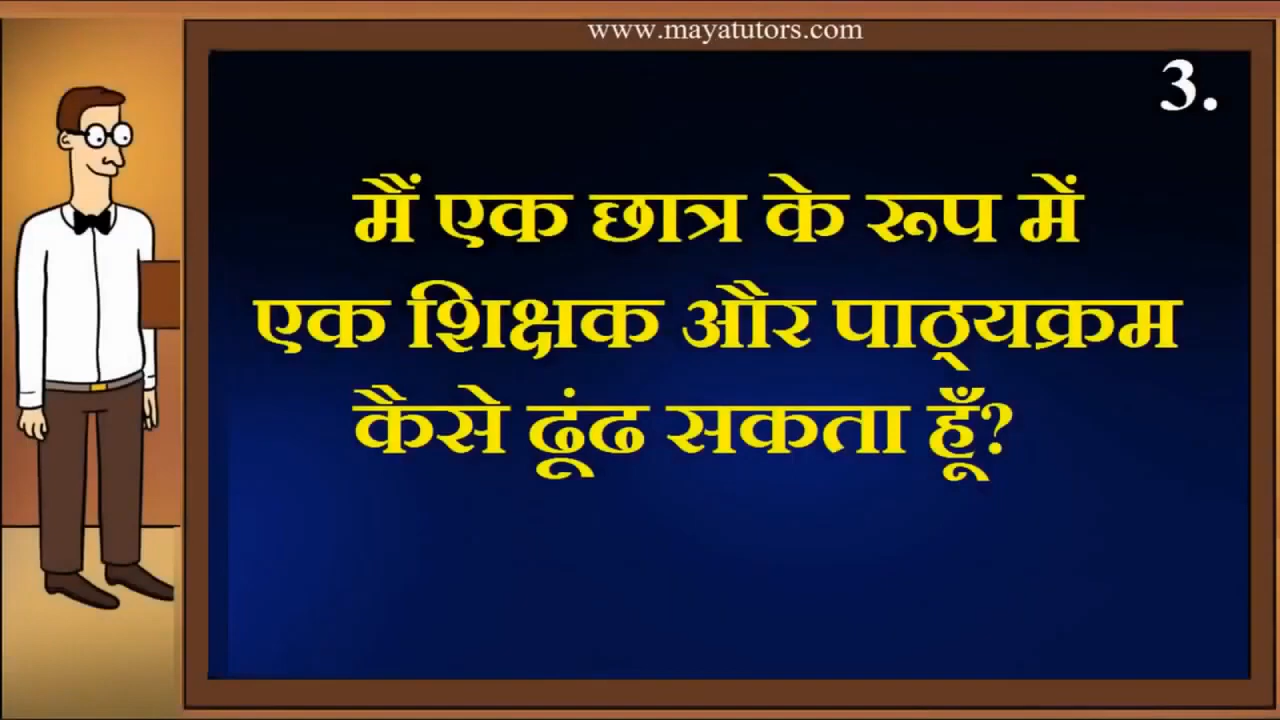 www.mayatutors.com
3.
मैं एक छात्र के रूप में
एक शिक्षक और पाठ्यक्रम
कैसे ढूंढ सकता हूँ?